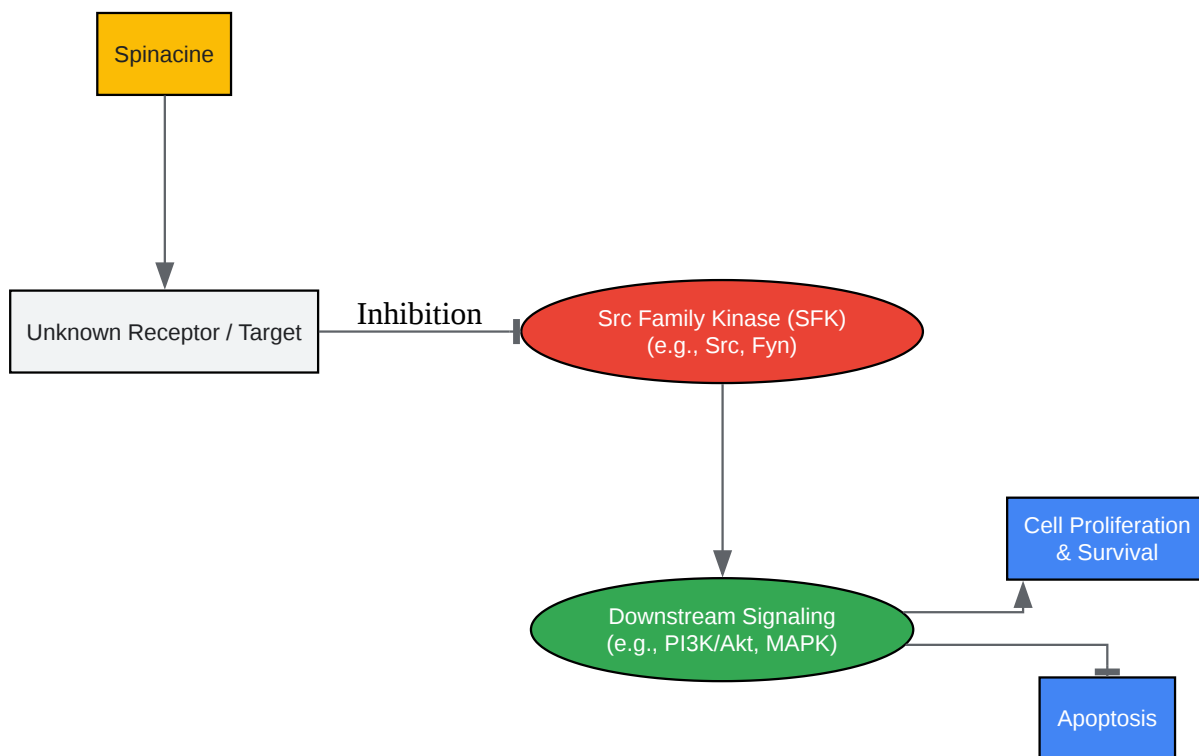 Spinacine
Unknown Receptor / Target
Inhibition
Src Family Kinase (SFK)
(e.g., Src, Fyn)
Downstream Signaling
(e.g., PI3K/Akt, MAPK)
Cell Proliferation
& Survival
Apoptosis